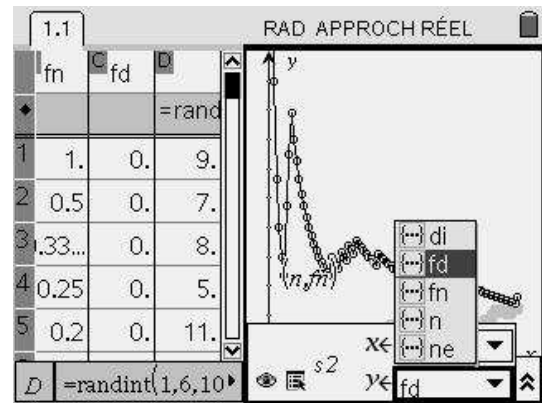 1.1 RAD APPROCH RÉEL
fn C fd D
=rand
1 1. 0. 9.
2 0.5 0. 7.
3 .33... 0. 8.
4 0.25 0. 5.
5 0.2 0. 11.
D =randint(1,6,10
y
(n,fn)
di
fd
fn
n
ne
x
s2 x←
y← fd